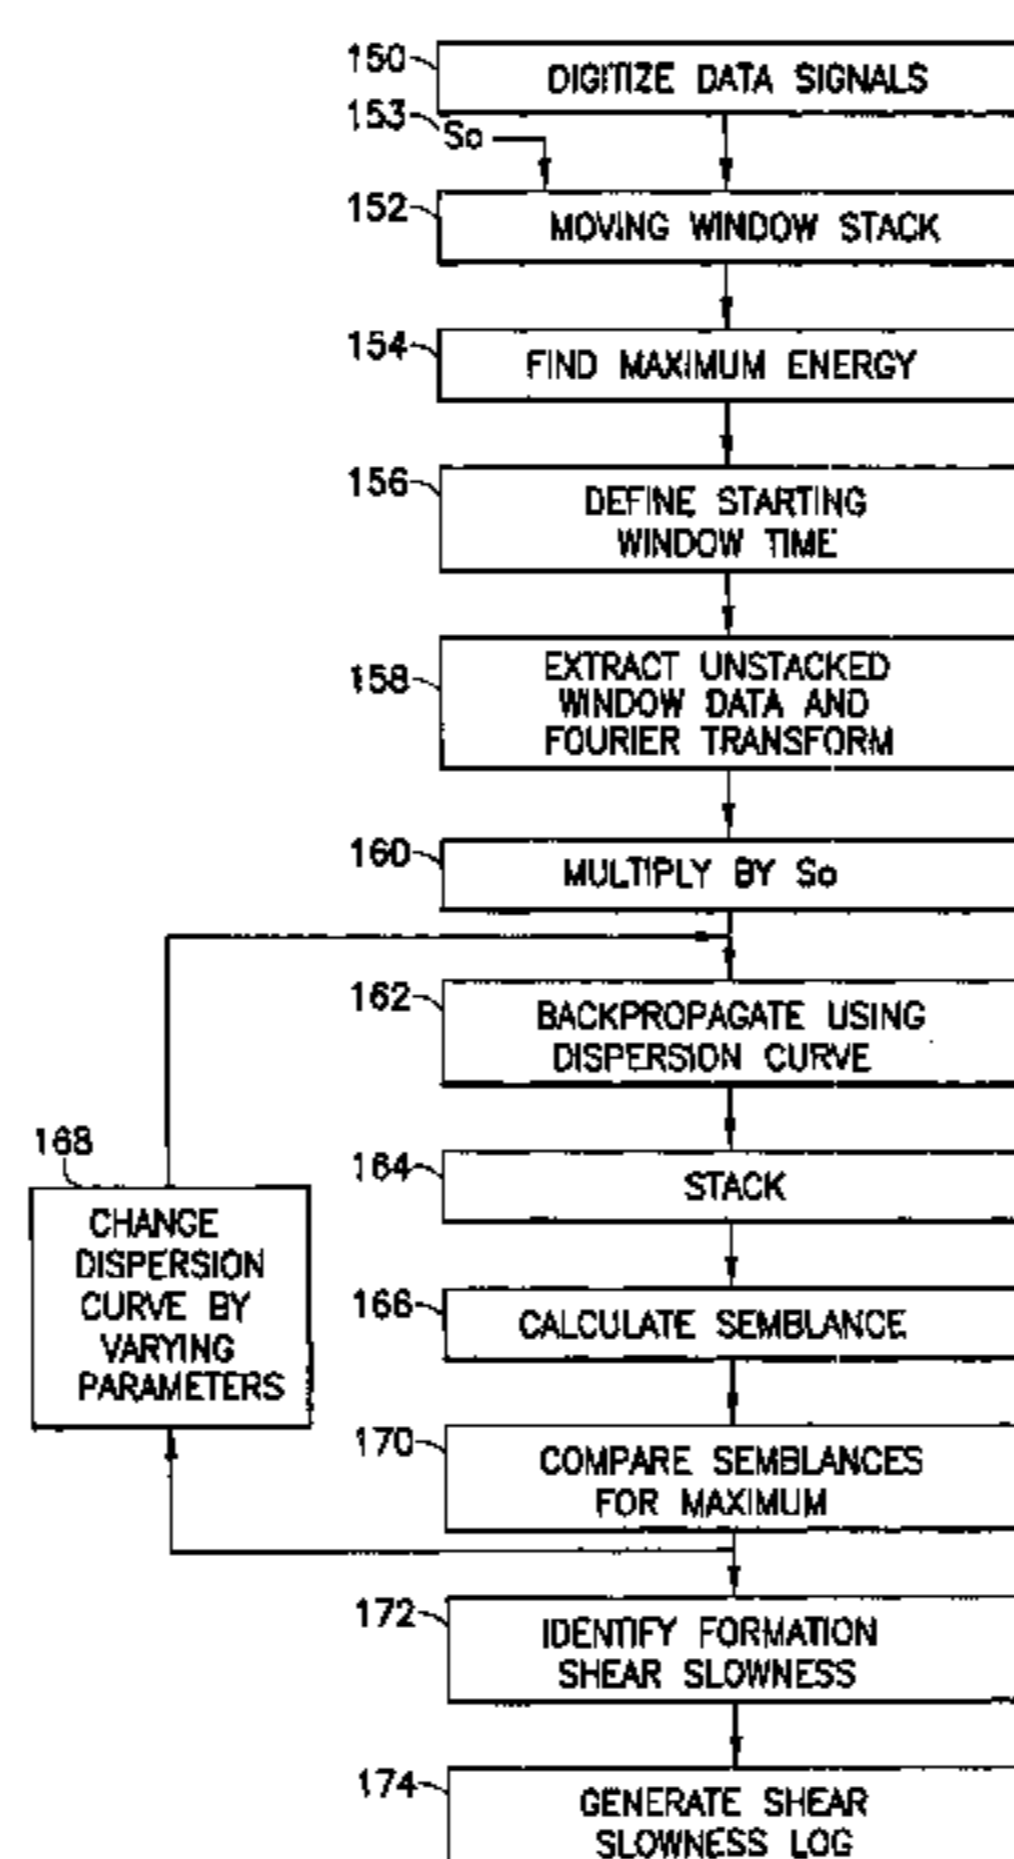 150
DIGITIZE DATA SIGNALS
153
So
152
MOVING WINDOW STACK
154
FIND MAXIMUM ENERGY
156
DEFINE STARTING
WINDOW TIME
158
EXTRACT UNSTACKED
WINDOW DATA AND
FOURIER TRANSFORM
160
MULTIPLY BY So
162
BACKPROPAGATE USING
DISPERSION CURVE
164
STACK
166
CALCULATE SEMBLANCE
168
CHANGE
DISPERSION
CURVE BY
VARYING
PARAMETERS
170
COMPARE SEMBLANCES
FOR MAXIMUM
172
IDENTIFY FORMATION
SHEAR SLOWNESS
174
GENERATE SHEAR
SLOWNESS LOG